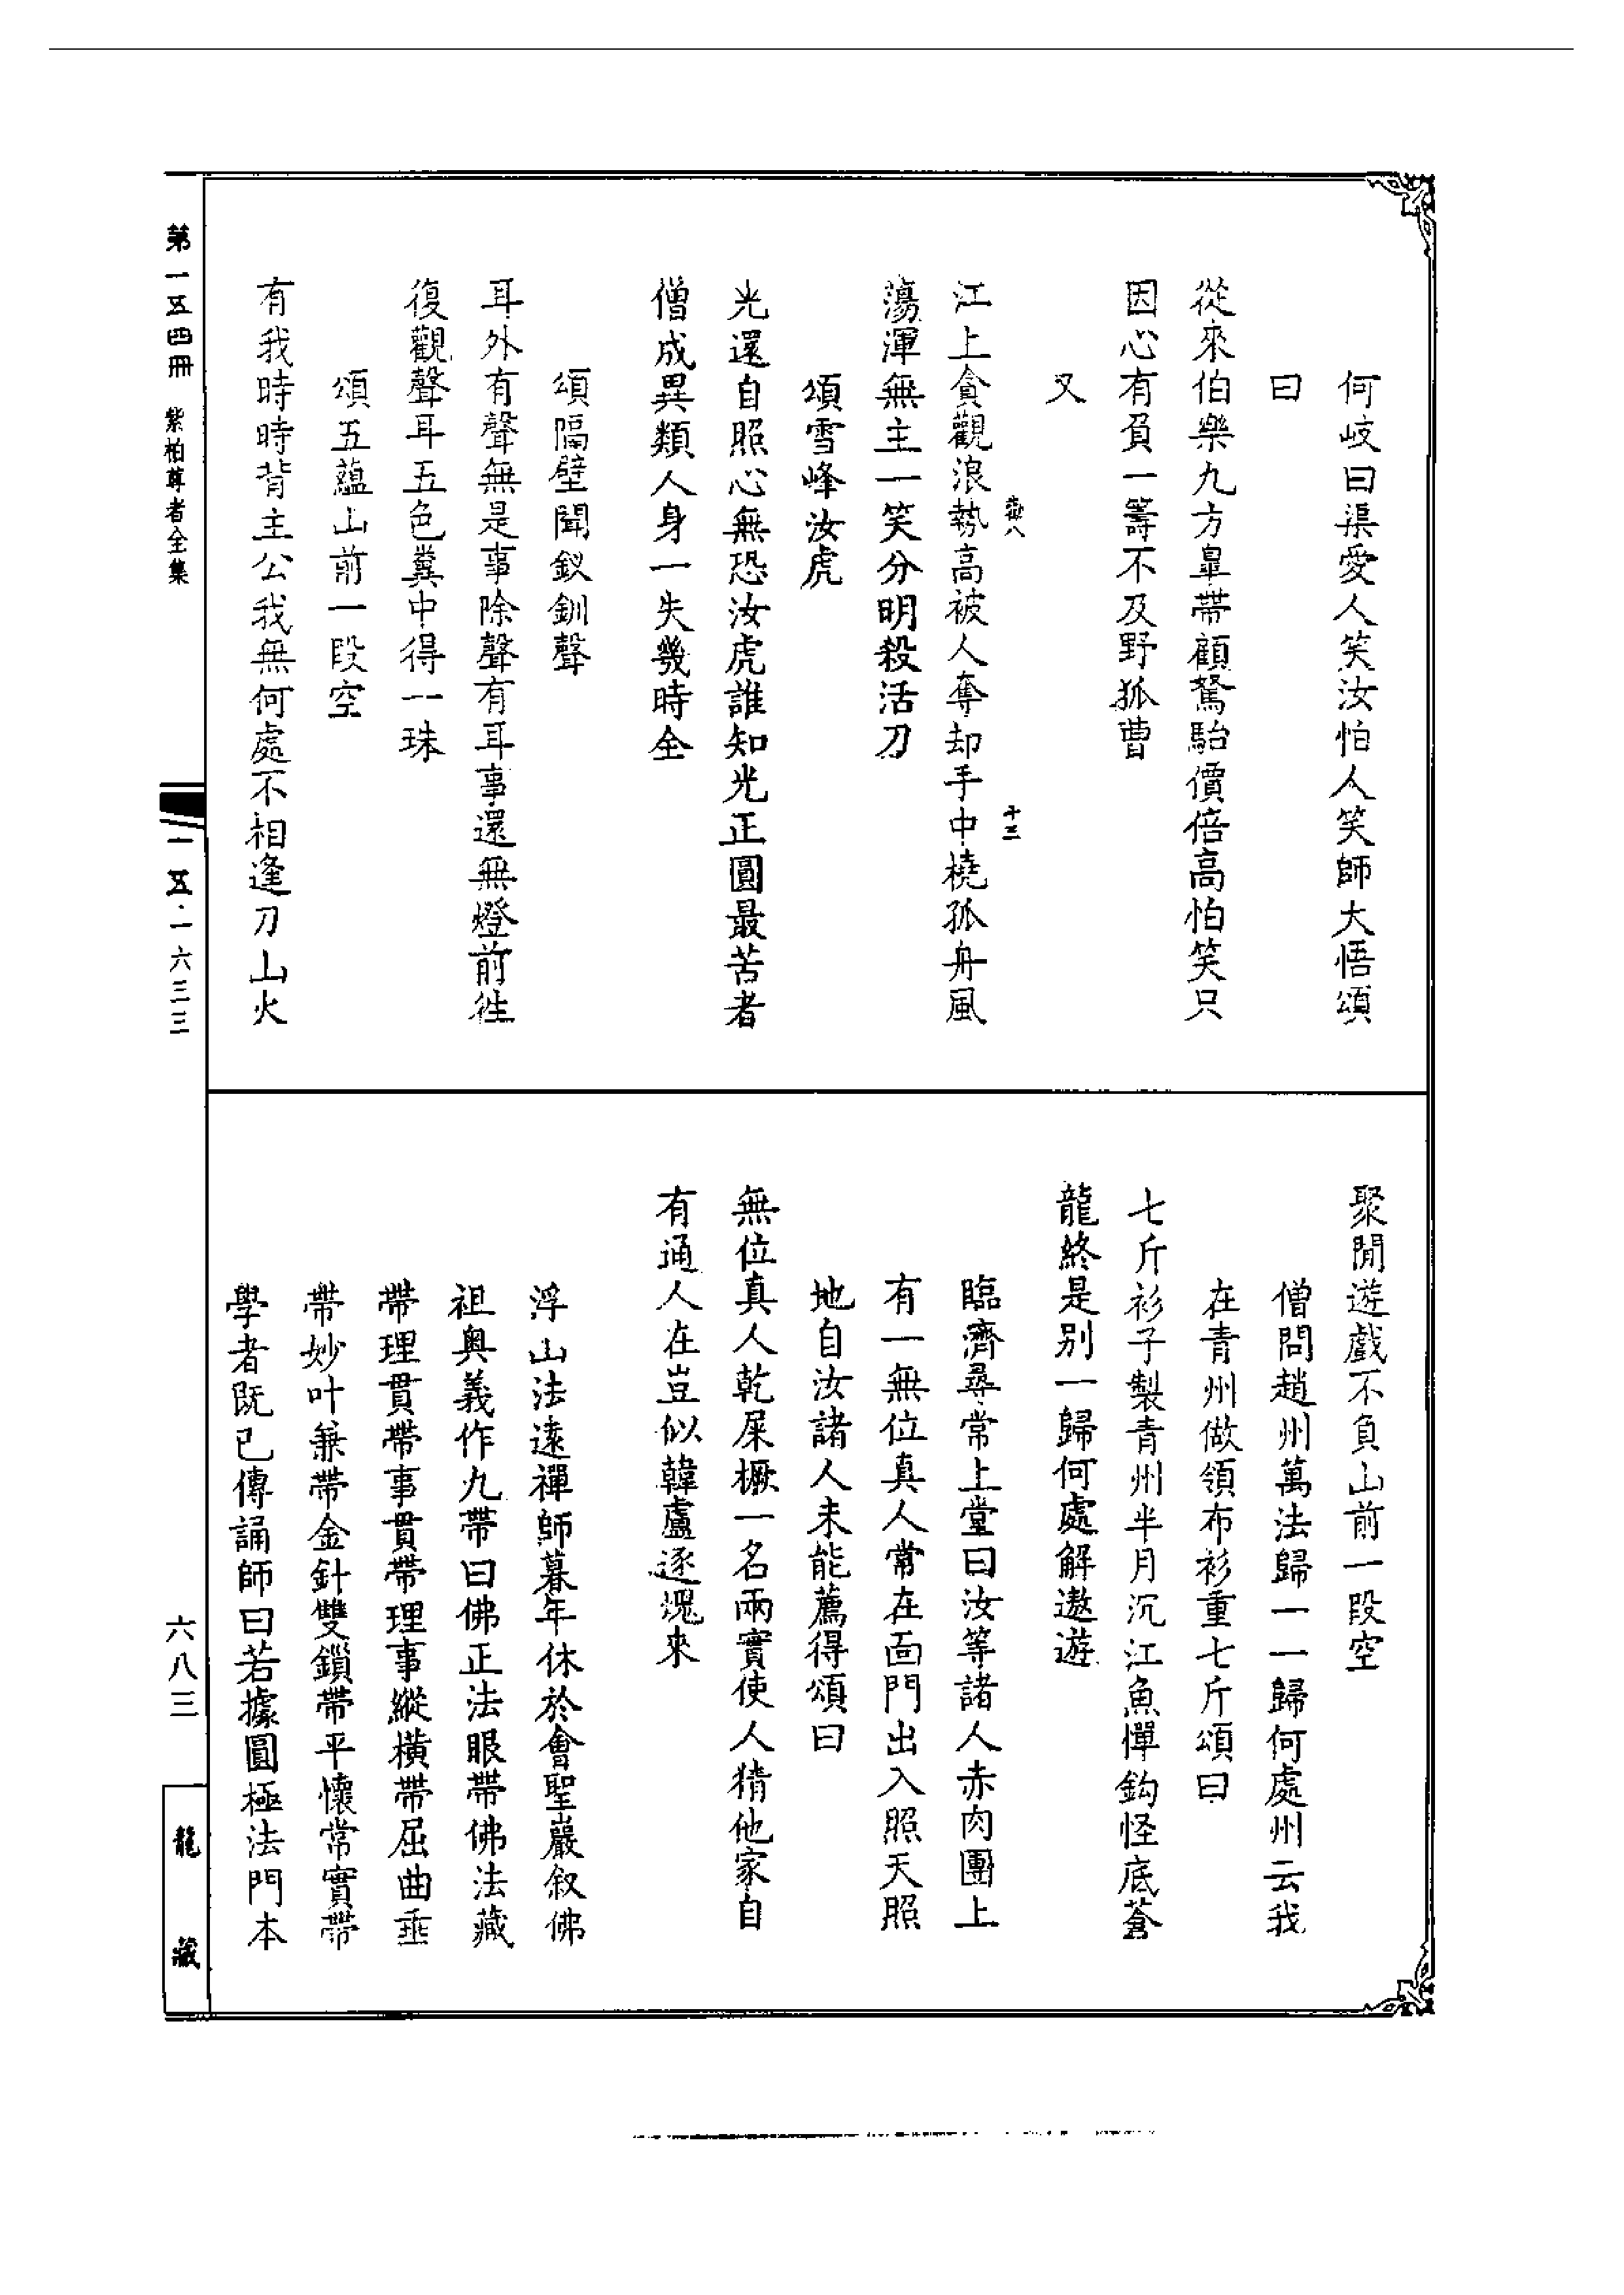 何岐曰渠愛人笑汝怕人笑師大悟頌
曰
從來伯樂九方臯帶顧駑駘價倍高怕笑只
因心有負一籌不及野狐曹
又
江上貪觀浪勢高被人奪却手中橈孤舟風
蕩渾無主一笑分明殺活刀
頌雪峰汝虎
光還自照心無恐汝虎誰知光正圓最苦者
僧成異類人身一失幾時全
頌隔壁聞釵釧聲
耳外有聲無是事除聲有耳事還無燈前往
復觀聲耳五色糞中得一珠
頌五蘊山前一段空
有我時時背主公我無何處不相逢刀山火
八
十三
聚閒遊戲不負山前一段空
僧問趙州萬法歸一一歸何處州云我
在青州做領布衫重七斤頌曰
七斤衫子製青州半月沉江魚憚鈎怪底蒼
龍終是別一歸何處解遨遊
臨濟尋常上堂曰汝等諸人赤肉團上
有一無位真人常在面門出入照天照
地自汝諸人未能薦得頌曰
無位真人乾屎橛一名兩實使人猜他家自
有通人在豈似韓盧逐塊來
浮山法遠禪師暮年休於會聖巖叙佛
祖奥義作九帶曰佛正法眼帶佛法藏
帶理貫帶事貫帶理事縱橫帶屈曲垂
帶妙叶兼帶金針雙鎖帶平懷常實帶
學者既已傳誦師曰若據圓極法門本
第一五四冊 紫柏尊者全集
一五·一六三三
六八三
龍藏